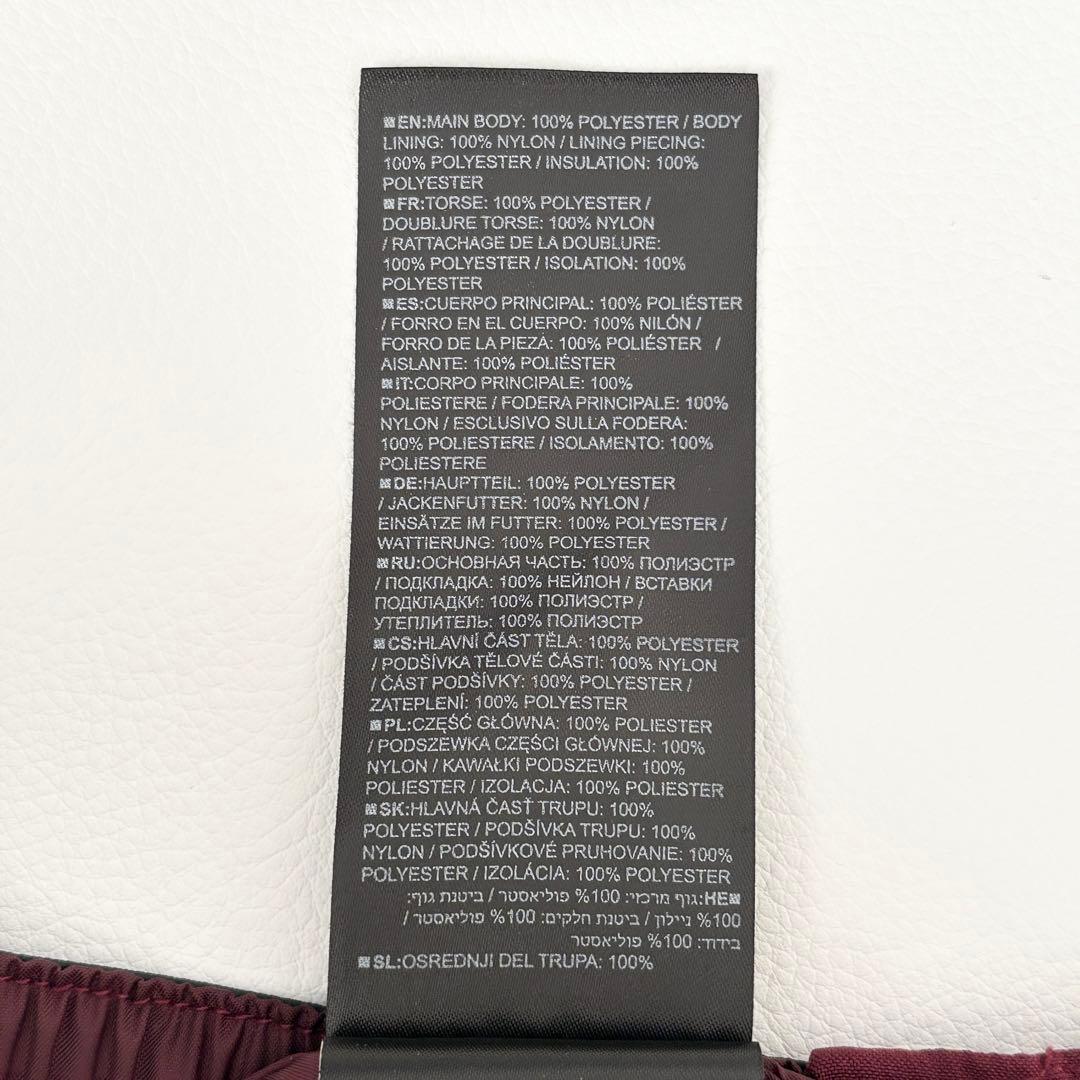 EN:MAIN BODY: 100% POLYESTER / BODY
LINING: 100% NYLON / LINING PIECING:
100% POLYESTER / INSULATION: 100%
POLYESTER
FR:TORSE: 100% POLYESTER /
DOUBLURE TORSE: 100% NYLON
/ RATTACHAGE DE LA DOUBLURE:
100% POLYESTER / ISOLATION: 100%
POLYESTER
ES:CUERPO PRINCIPAL: 100% POLIÉSTER
/ FORRO EN EL CUERPO: 100% NILÓN /
FORRO DE LA PIEZA: 100% POLIÉSTER /
AISLANTE: 100% POLIÉSTER
IT:CORPO PRINCIPALE: 100%
POLIESTERE / FODERA PRINCIPALE: 100%
NYLON / ESCLUSIVO SULLA FODERA:
100% POLIESTERE / ISOLAMENTO: 100%
POLIESTERE
DE:HAUPTTEIL: 100% POLYESTER
/ JACKENFUTTER: 100% NYLON /
EINSÄTZE IM FUTTER: 100% POLYESTER /
WATTIERUNG: 100% POLYESTER
RU:ОСНОВНАЯ ЧАСТЬ: 100% ПОЛИЭСТР
/ ПОДКЛАДКА: 100% НЕЙЛОН / ВСТАВКИ
ПОДКЛАДКИ: 100% ПОЛИЭСТР /
УТЕПЛИТЕЛЬ: 100% ПОЛИЭСТР
CS:HLAVNÍ ČÁST TĚLA: 100% POLYESTER
/ PODŠÍVKA TĚLOVÉ ČÁSTI: 100% NYLON
/ ČÁST PODŠÍVKY: 100% POLYESTER /
ZATEPLENÍ: 100% POLYESTER
PL:CZĘŚĆ GŁÓWNA: 100% POLIESTER
/ PODSZEWKA CZĘŚCI GŁÓWNEJ: 100%
NYLON / KAWAŁKI PODSZEWKI: 100%
POLIESTER / IZOLACJA: 100% POLIESTER
SK:HLAVNÁ ČASŤ TRUPU: 100%
POLYESTER / PODŠÍVKA TRUPU: 100%
NYLON / PODŠÍVKOVÉ PRUHOVANIE: 100%
POLYESTER / IZOLÁCIA: 100% POLYESTER
HE:גוף מרכזי: 100% פוליאסטר / ביטנת גוף:
100% ניילון / ביטנת חלקים: 100% פוליאסטר /
בידוד: 100% פוליאסטר
SL:OSREDNJI DEL TRUPA: 100%